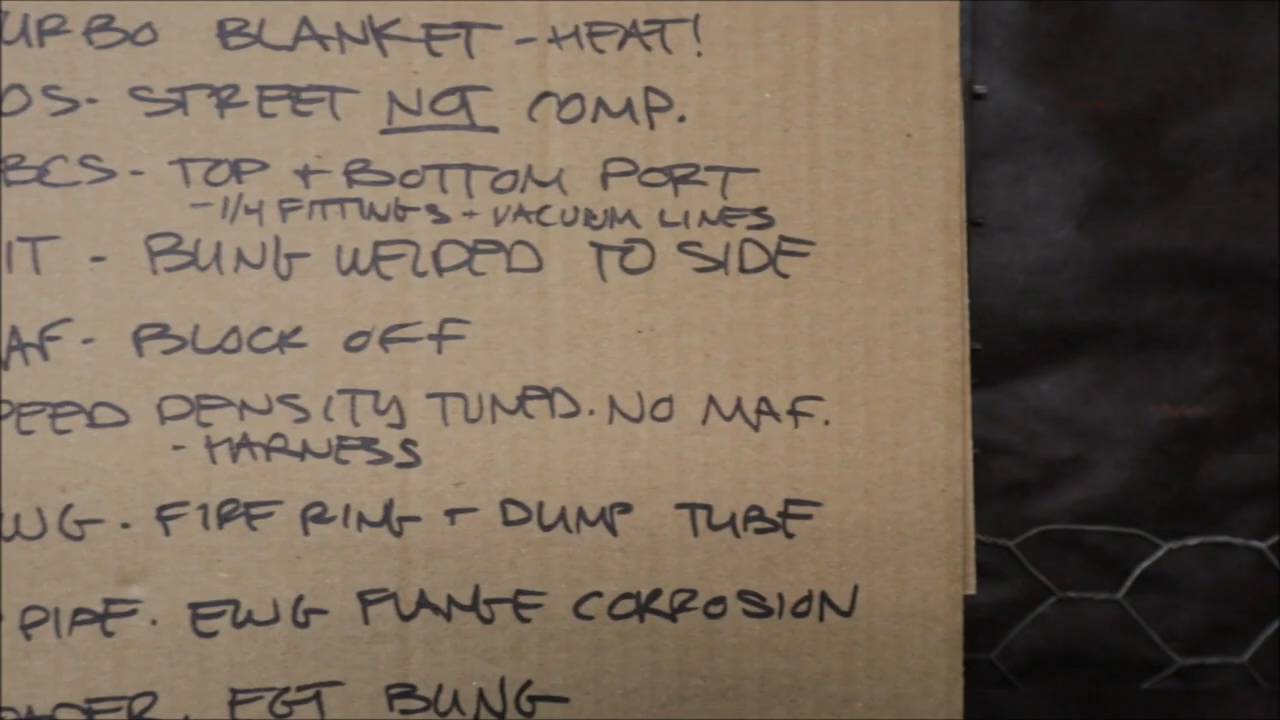 URBO BLANKET - HEAT!
OS - STREET NOT COMP.
BCS - TOP + BOTTOM PORT
- 1/4 FITTINGS + VACUUM LINES
IT - BUNG WELDED TO SIDE
AF - BLOCK OFF
PEED DENSITY TUNED. NO MAF.
- HARNESS
WG - FIRE RING + DUMP TUBE
PIPE. EWG FLANGE CORROSION
EGT BUNG